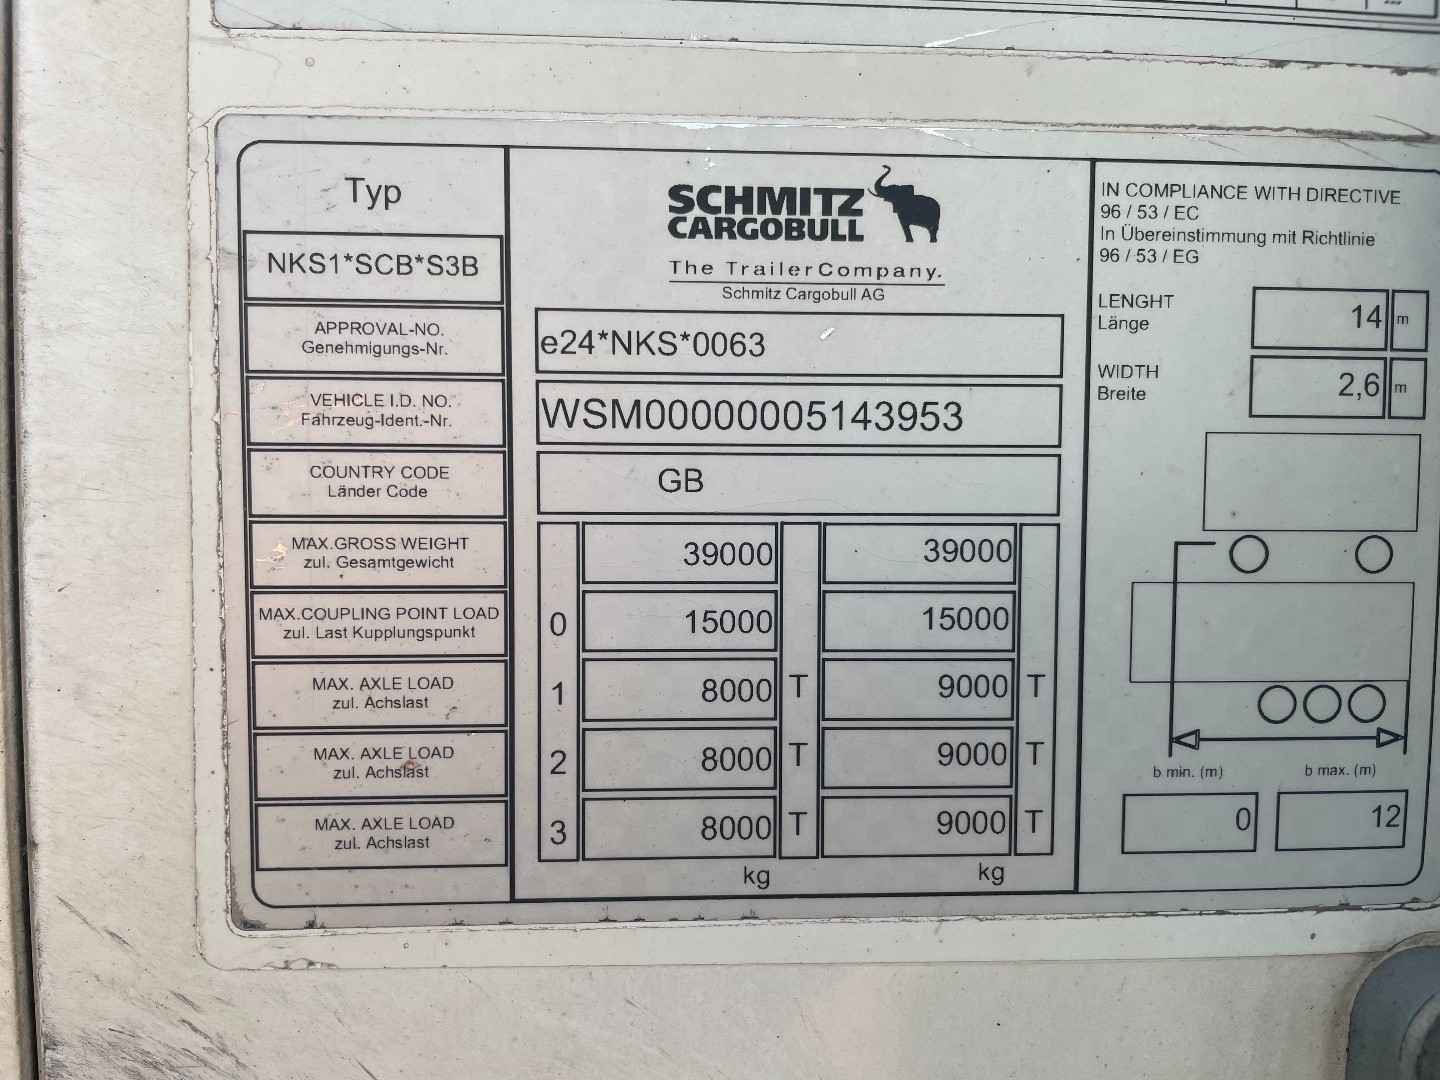 Typ
NKS1*SCB*S3B
SCHMITZ
CARGOBULL
The Trailer Company.
Schmitz Cargobull AG
APPROVAL-NO.
Genehmigungs-Nr.
e24*NKS*0063
VEHICLE I.D. NO.
Fahrzeug-Ident.-Nr.
WSM00000005143953
COUNTRY CODE
Länder Code
GB
MAX.GROSS WEIGHT
zul. Gesamtgewicht
39000 39000
MAX.COUPLING POINT LOAD
zul. Last Kupplungspunkt
0 15000 15000
MAX. AXLE LOAD
zul. Achslast
1 8000 T 9000 T
MAX. AXLE LOAD
zul. Achslast
2 8000 T 9000 T
MAX. AXLE LOAD
zul. Achslast
3 8000 T 9000 T
kg kg
IN COMPLIANCE WITH DIRECTIVE
96 / 53 / EC
In Übereinstimmung mit Richtlinie
96 / 53 / EG
LENGHT
Länge
14 m
WIDTH
Breite
2,6 m
b min. (m) b max. (m)
0 12